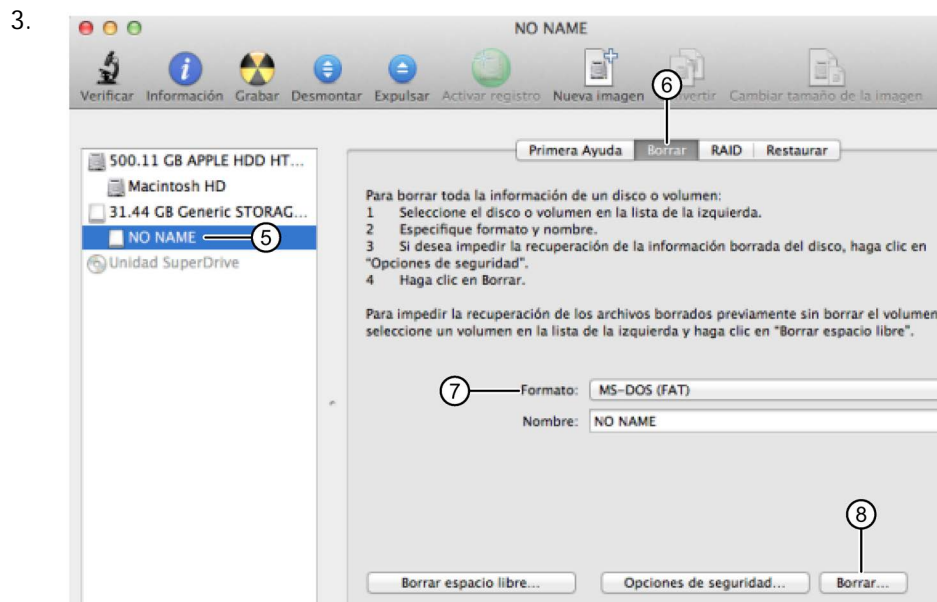 3.
NO NAME
Verificar Información Grabar Desmontar Expulsar Activar registro Nueva imagen Convertir Cambiar tamaño de la imagen
6
Primera Ayuda Borrar RAID Restaurar
500.11 GB APPLE HDD HT...
Macintosh HD
31.44 GB Generic STORAG...
NO NAME 5
Unidad SuperDrive
Para borrar toda la información de un disco o volumen:
1 Seleccione el disco o volumen en la lista de la izquierda.
2 Especifique formato y nombre.
3 Si desea impedir la recuperación de la información borrada del disco, haga clic en
"Opciones de seguridad".
4 Haga clic en Borrar.
Para impedir la recuperación de los archivos borrados previamente sin borrar el volumen
seleccione un volumen en la lista de la izquierda y haga clic en "Borrar espacio libre".
7 Formato: MS-DOS (FAT)
Nombre: NO NAME
8
Borrar espacio libre... Opciones de seguridad... Borrar...